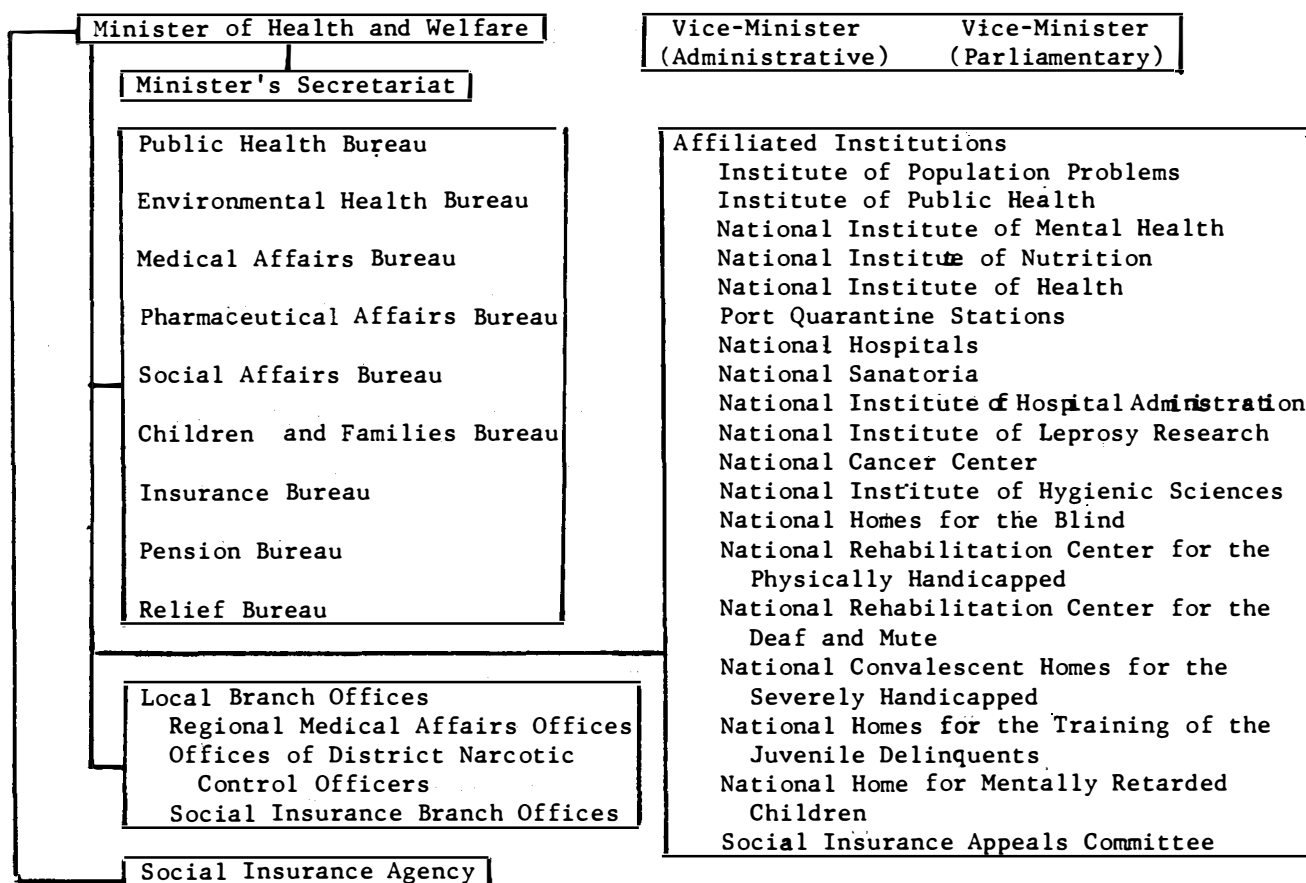 Minister of Health and Welfare
Vice-Minister Vice-Minister
(Administrative) (Parliamentary)
Minister's Secretariat
Public Health Bureau
Environmental Health Bureau
Medical Affairs Bureau
Pharmaceutical Affairs Bureau
Social Affairs Bureau
Children and Families Bureau
Insurance Bureau
Pension Bureau
Relief Bureau
Affiliated Institutions
Institute of Population Problems
Institute of Public Health
National Institute of Mental Health
National Institute of Nutrition
National Institute of Health
Port Quarantine Stations
National Hospitals
National Sanatoria
National Institute of Hospital Administration
National Institute of Leprosy Research
National Cancer Center
National Institute of Hygienic Sciences
National Homes for the Blind
National Rehabilitation Center for the
Physically Handicapped
National Rehabilitation Center for the
Deaf and Mute
National Convalescent Homes for the
Severely Handicapped
National Homes for the Training of the
Juvenile Delinquents
National Home for Mentally Retarded
Children
Social Insurance Appeals Committee
Local Branch Offices
Regional Medical Affairs Offices
Offices of District Narcotic
Control Officers
Social Insurance Branch Offices
Social Insurance Agency